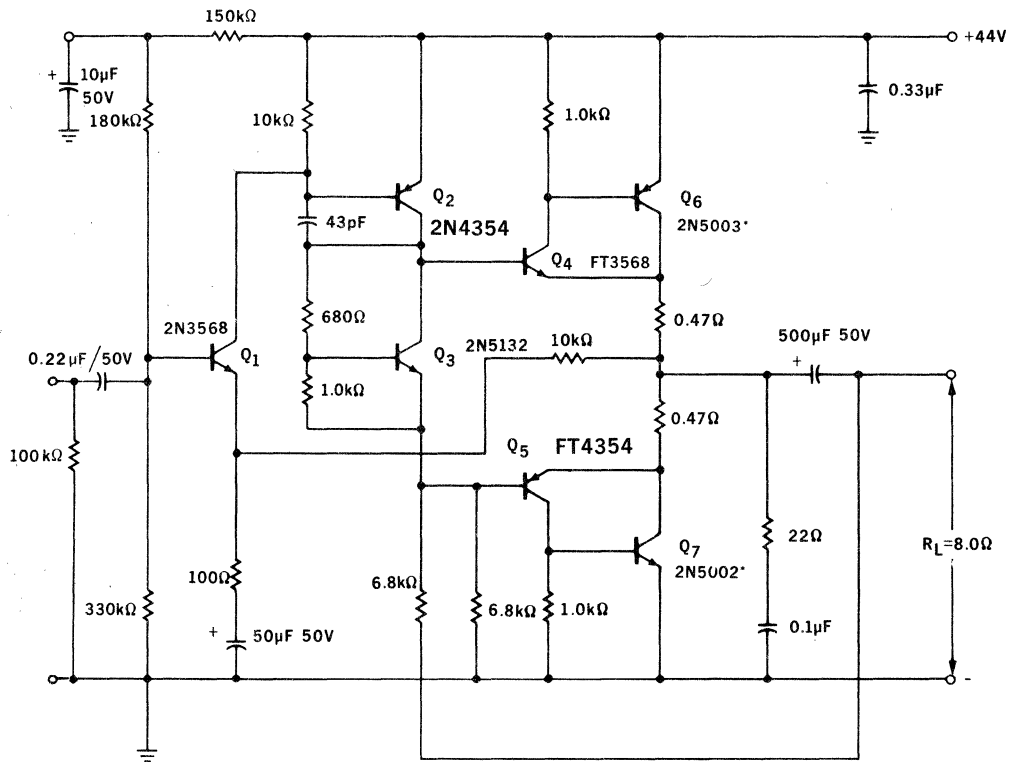 150kΩ
+44V
+ 10μF
50V
0.33μF
180kΩ
10kΩ
1.0kΩ
Q2
2N4354
Q6
2N5003*
43pF
Q4 FT3568
680Ω
0.47Ω
2N3568
Q1
2N5132
10kΩ
500μF 50V
+
0.22μF/50V
Q3
1.0kΩ
0.47Ω
100kΩ
Q5 FT4354
22Ω
Q7
2N5002*
RL=8.0Ω
100Ω
6.8kΩ
6.8kΩ
1.0kΩ
330kΩ
+ 50μF 50V
0.1μF
-